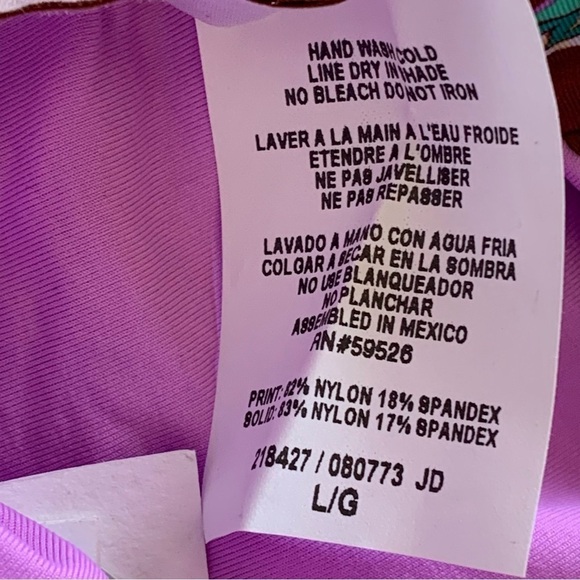 HAND WASH COLD
LINE DRY IN SHADE
NO BLEACH DO NOT IRON
LAVER A LA MAIN A L'EAU FROIDE
ETENDRE A L'OMBRE
NE PAS JAVELLISER
NE PAS REPASSER
LAVADO A MANO CON AGUA FRIA
COLGAR A SECAR EN LA SOMBRA
NO USE BLANQUEADOR
NO PLANCHAR
ASSEMBLED IN MEXICO
RN#59526
PRINT: 82% NYLON 18% SPANDEX
SOLID: 83% NYLON 17% SPANDEX
218427 / 080773 JD
L/G